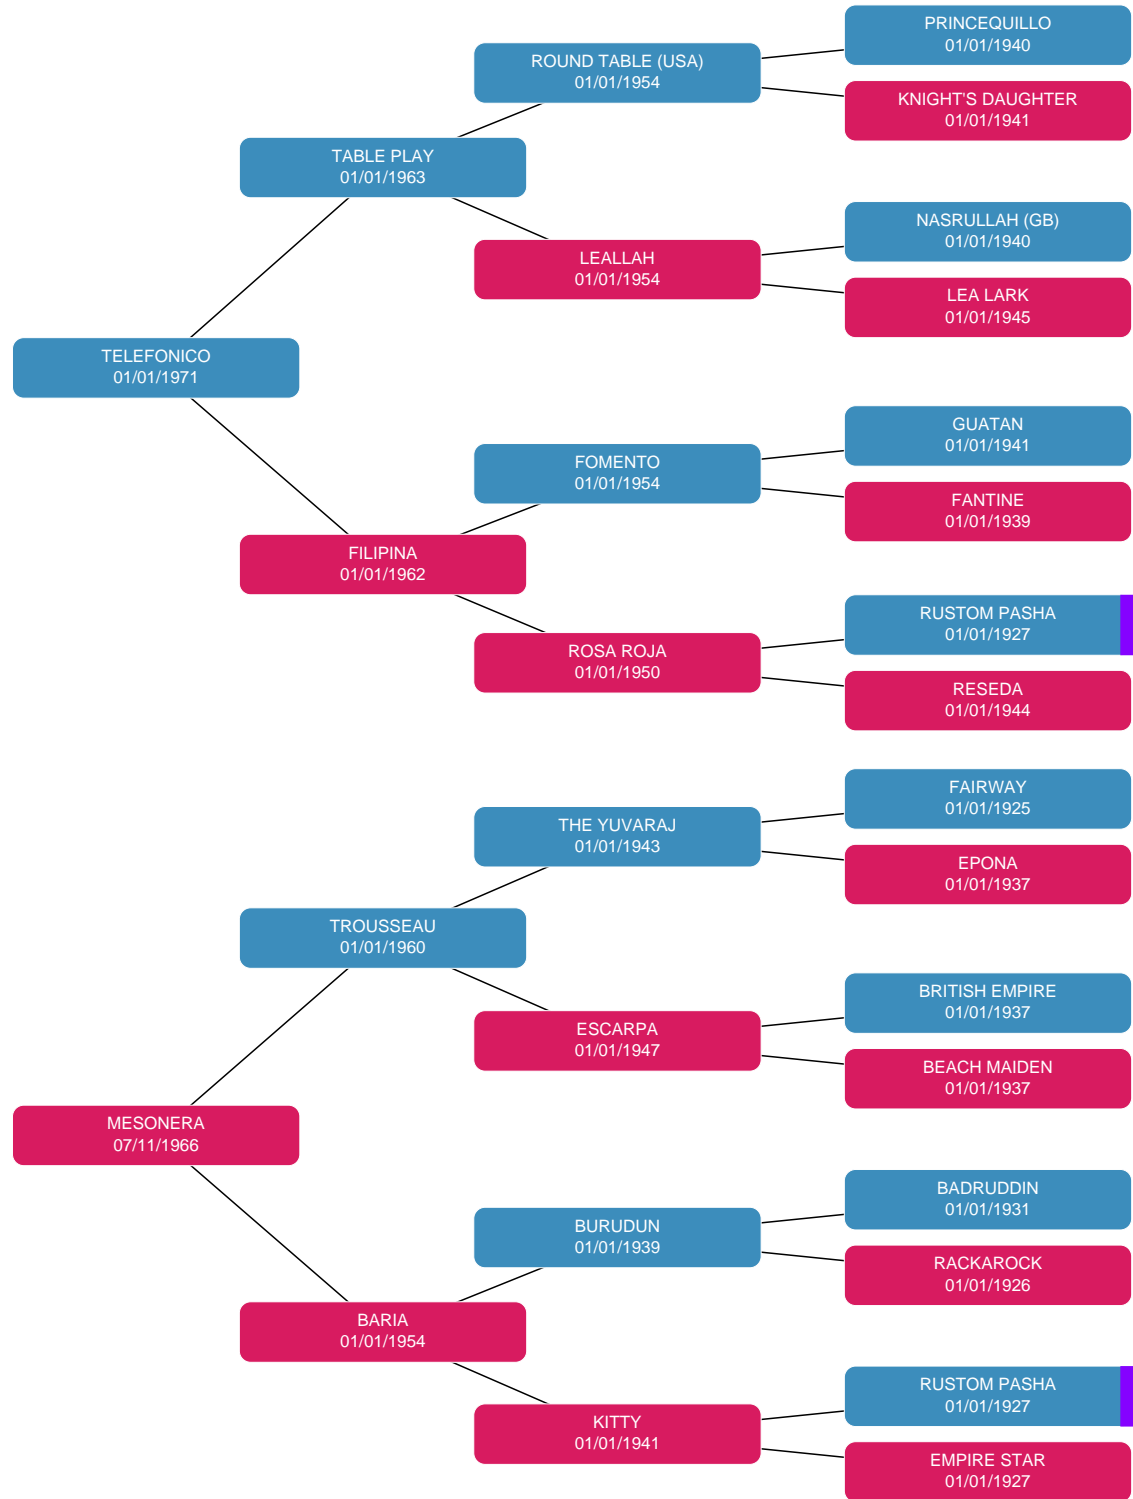 PRINCEQUILLO
01/01/1940
ROUND TABLE (USA)
01/01/1954
KNIGHT'S DAUGHTER
01/01/1941
TABLE PLAY
01/01/1963
NASRULLAH (GB)
01/01/1940
LEALLAH
01/01/1954
LEA LARK
01/01/1945
TELEFONICO
01/01/1971
GUATAN
01/01/1941
FOMENTO
01/01/1954
FANTINE
01/01/1939
FILIPINA
01/01/1962
RUSTOM PASHA
01/01/1927
ROSA ROJA
01/01/1950
RESEDA
01/01/1944
FAIRWAY
01/01/1925
THE YUVARAJ
01/01/1943
EPONA
01/01/1937
TROUSSEAU
01/01/1960
BRITISH EMPIRE
01/01/1937
ESCARPA
01/01/1947
BEACH MAIDEN
01/01/1937
MESONERA
07/11/1966
BADRUDDIN
01/01/1931
BURUDUN
01/01/1939
RACKAROCK
01/01/1926
BARIA
01/01/1954
RUSTOM PASHA
01/01/1927
KITTY
01/01/1941
EMPIRE STAR
01/01/1927